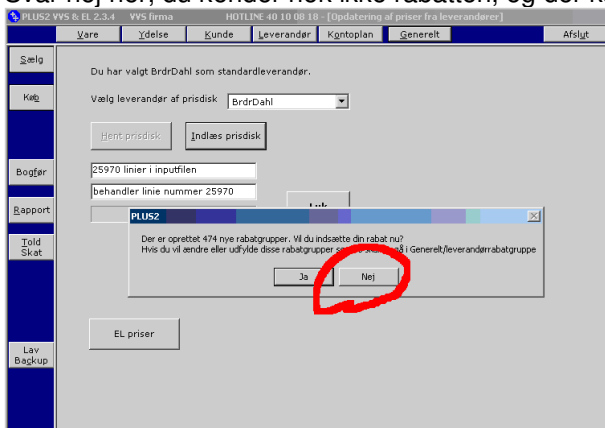 Svar nej her, du kender nok ikke rabatten, og der k
PLUS2 VVS & EL 2.3.4 VVS firma HOTLINE 40 10 08 18 - [Opdatering af priser fra leverandører]
Vare Ydelse Kunde Leverandør Kontoplan Generelt Afslut
Sælg
Du har valgt BrdrDahl som standardleverandør.
Køb
Vælg leverandør af prisdisk BrdrDahl
Hent prisdisk Indlæs prisdisk
Bogfør
25970 linier i inputfilen
behandler linie nummer 25970
Rapport
Luk
PLUS2
Told
Skat
Der er oprettet 474 nye rabatgrupper. Vil du indsætte din rabat nu?
Hvis du vil ændre eller udfylde disse rabatgrupper i Generelt/leverandørrabatgruppe
Ja Nej
EL priser
Lav
Backup